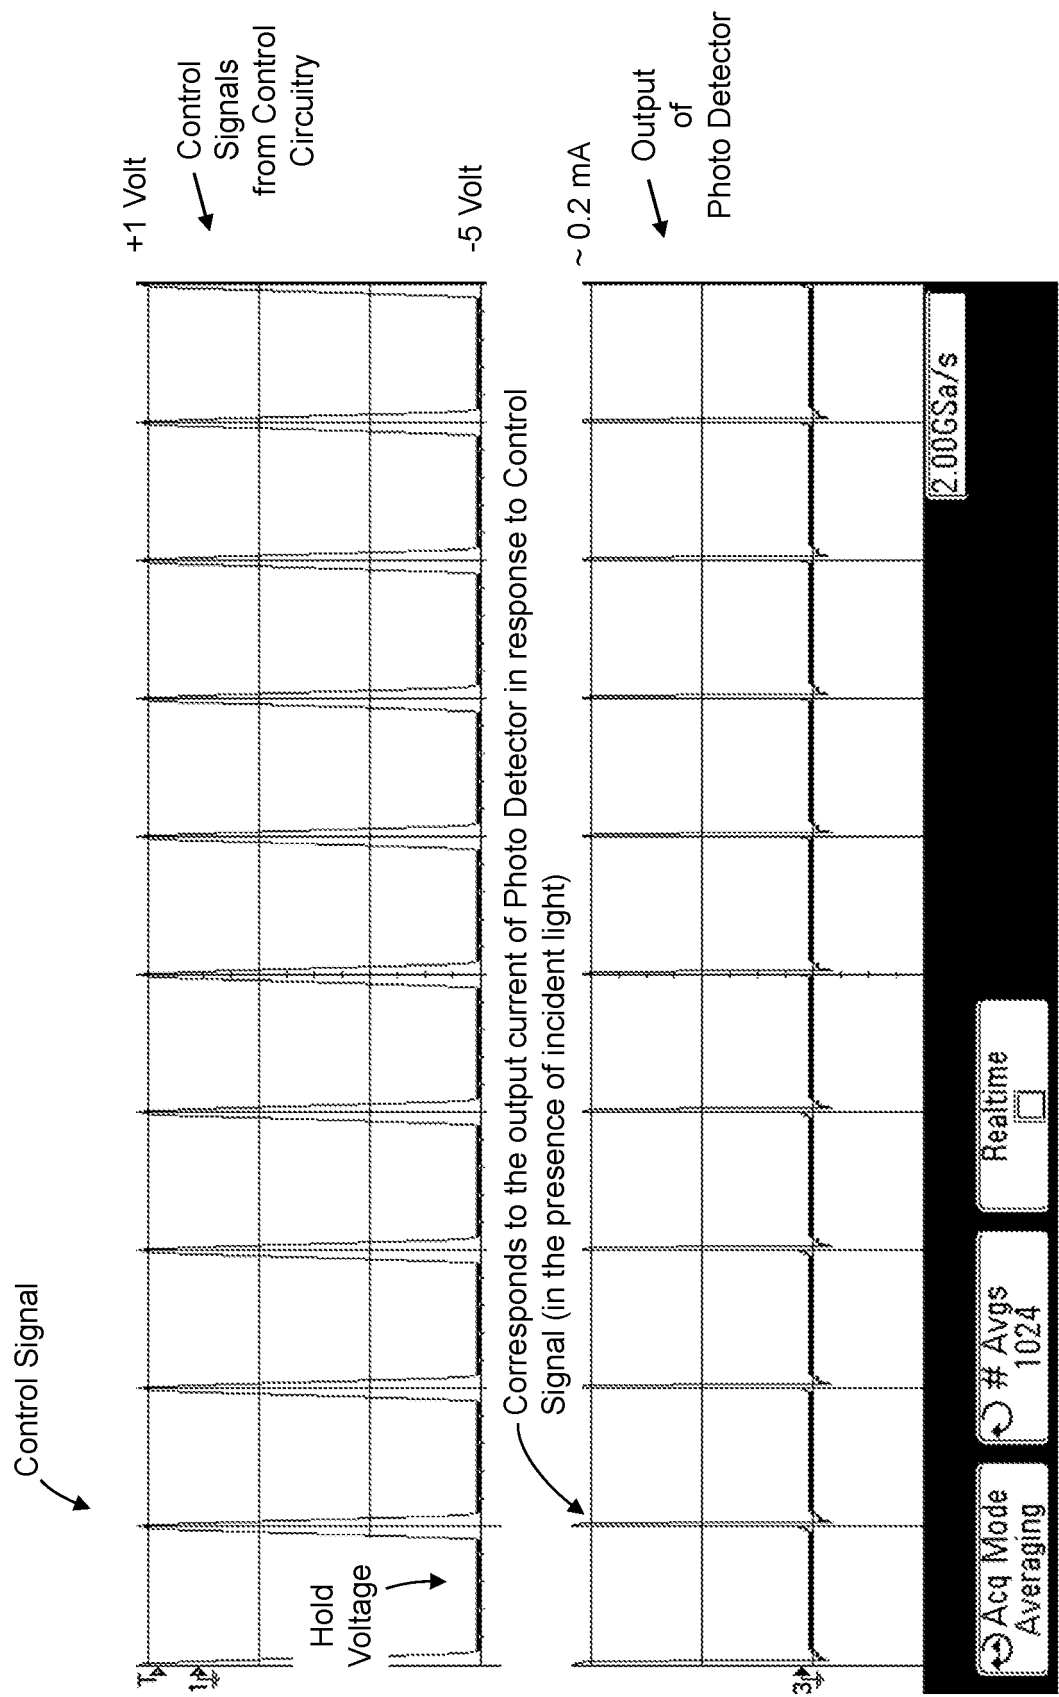 Control Signal
+1 Volt
Control
Signals
from Control
Circuitry
Hold
Voltage
-5 Volt
Corresponds to the output current of Photo Detector in response to Control
Signal (in the presence of incident light)
~ 0.2 mA
Output
of
Photo Detector
2.00GSa/s
Acq Mode
Averaging
# Avgs
1024
Realtime